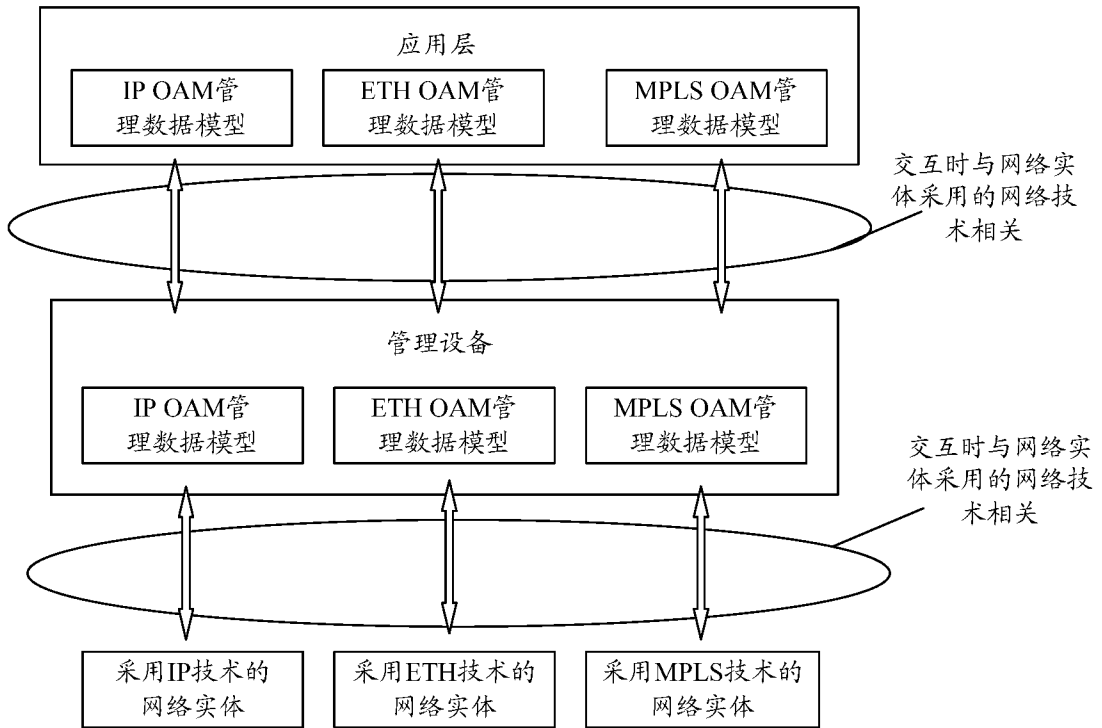 应用层
IP OAM管
理数据模型
ETH OAM管
理数据模型
MPLS OAM管
理数据模型
交互时与网络实
体采用的网络技
术相关
管理设备
IP OAM管
理数据模型
ETH OAM管
理数据模型
MPLS OAM管
理数据模型
交互时与网络实
体采用的网络技
术相关
采用IP技术的
网络实体
采用ETH技术的
网络实体
采用MPLS技术的
网络实体